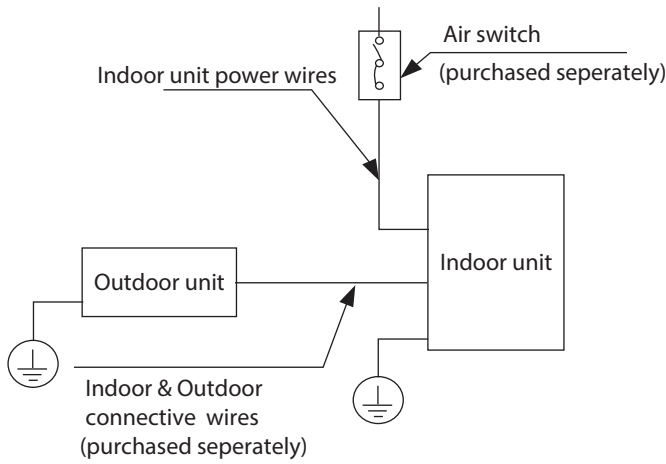 Air switch
(purchased seperately)
Indoor unit power wires
Indoor unit
Outdoor unit
Indoor & Outdoor
connective wires
(purchased seperately)